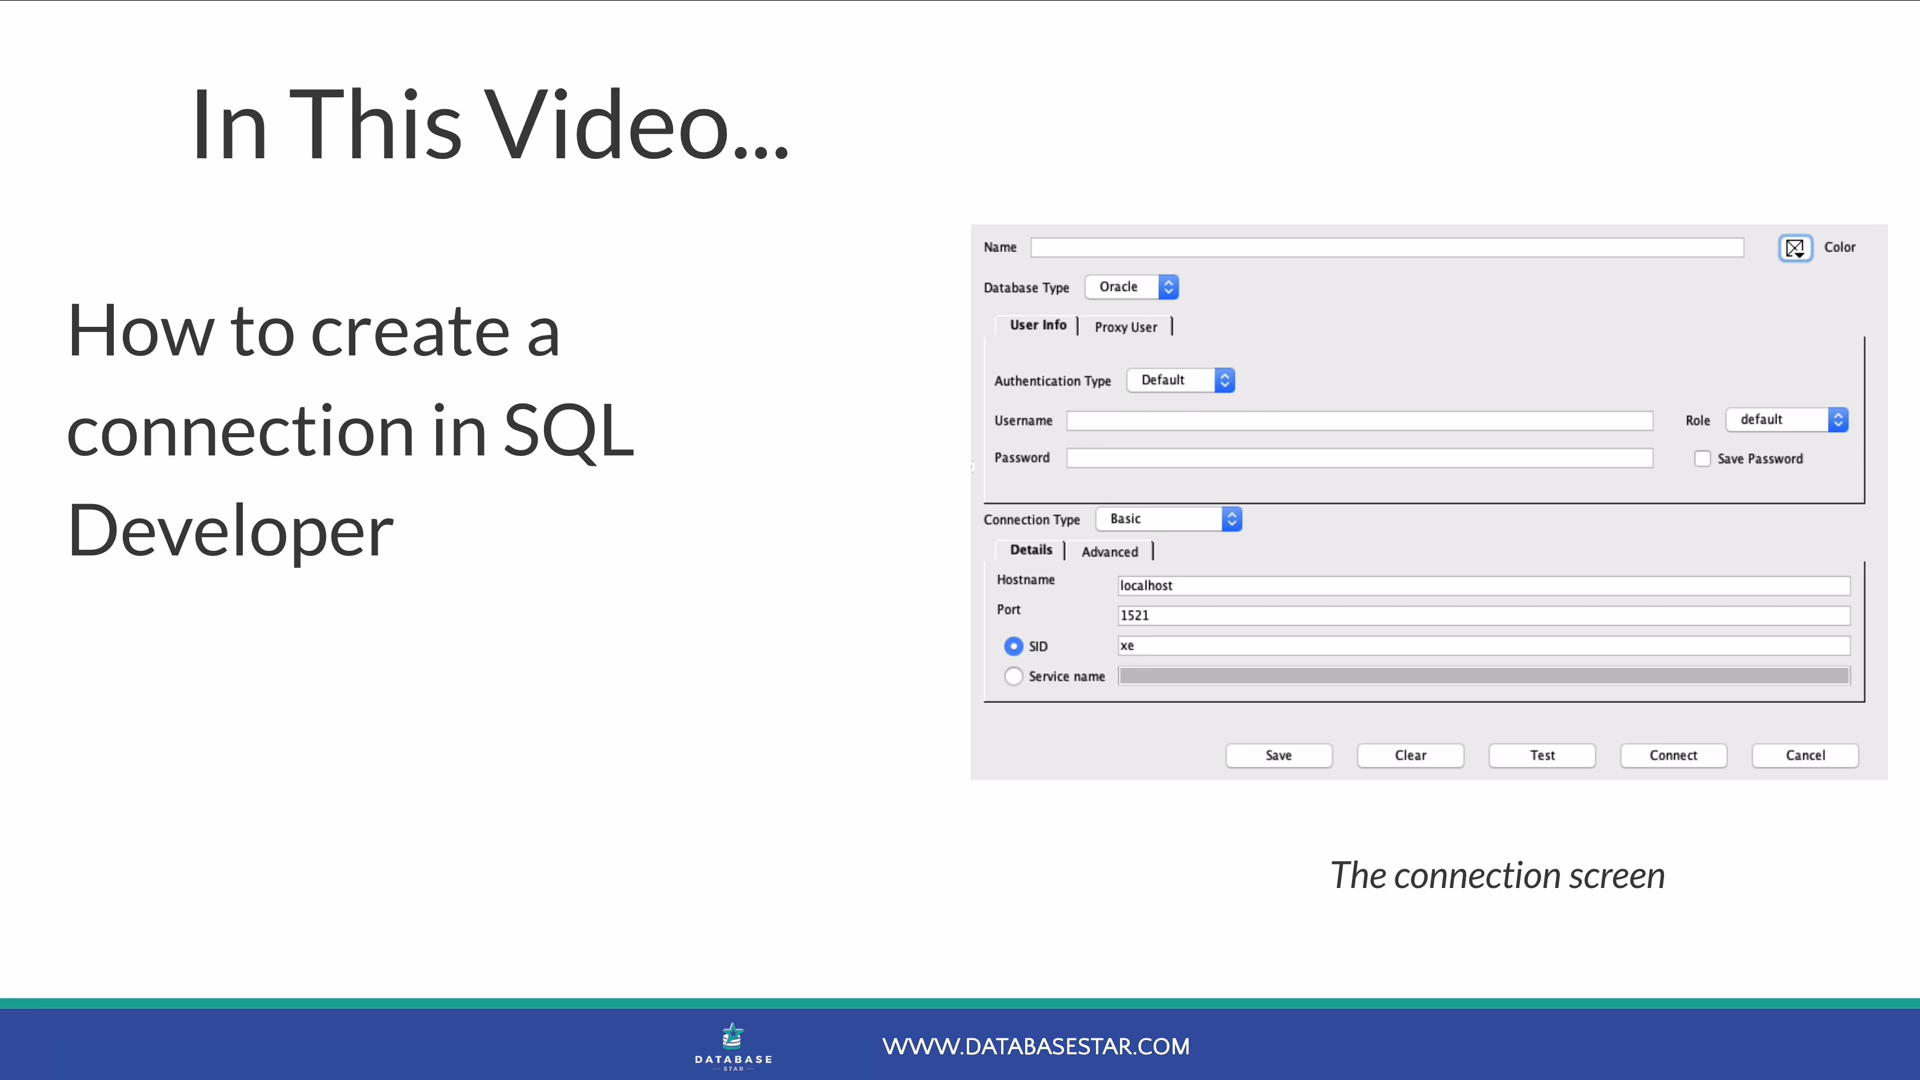 In This Video...
How to create a
connection in SQL
Developer
Name
Color
Database Type Oracle
User Info Proxy User
Authentication Type Default
Username
Role default
Password
Save Password
Connection Type Basic
Details Advanced
Hostname localhost
Port 1521
SID xe
Service name
Save Clear Test Connect Cancel
The connection screen
DATABASE
STAR
WWW.DATABASESTAR.COM